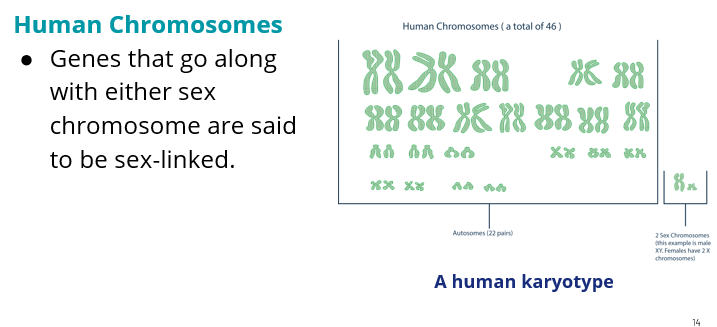 Human Chromosomes
● Genes that go along
with either sex
chromosome are said
to be sex-linked.
Human Chromosomes ( a total of 46 )
Autosomes (22 pairs)
2 Sex Chromosomes
(this example is male
XY. Females have 2 X
chromosomes)
A human karyotype
14